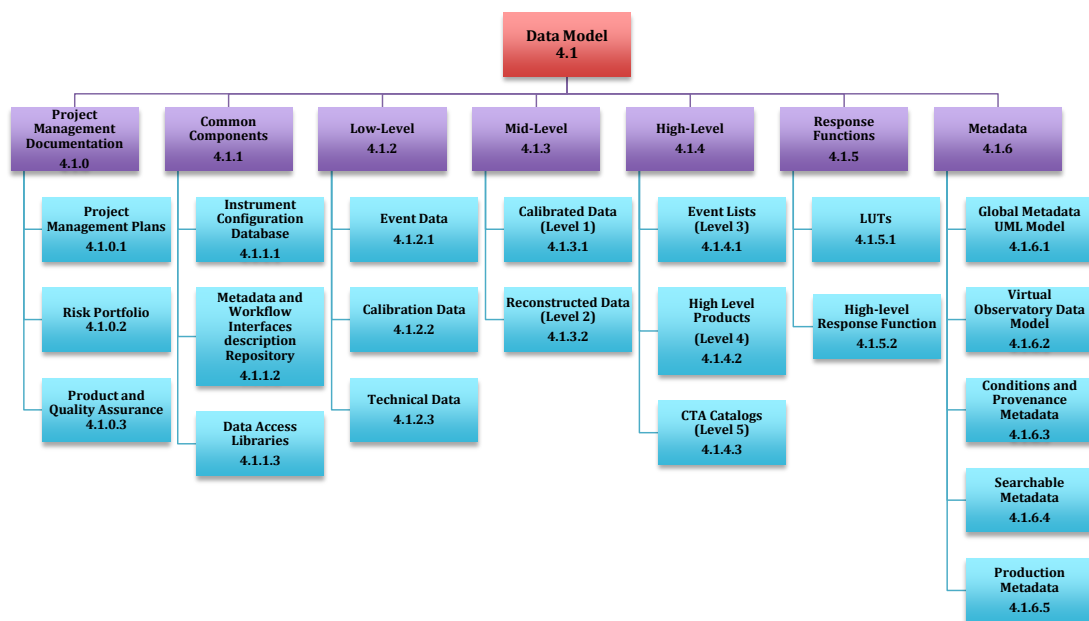 Data Model
4.1
Project
Management
Documentation
4.1.0
Common
Components
4.1.1
Low-Level
4.1.2
Mid-Level
4.1.3
High-Level
4.1.4
Response
Functions
4.1.5
Metadata
4.1.6
Project
Management Plans
4.1.0.1
Risk Portfolio
4.1.0.2
Product and
Quality Assurance
4.1.0.3
Instrument
Configuration
Database
4.1.1.1
Metadata and
Workflow
Interfaces
description
Repository
4.1.1.2
Data Access
Libraries
4.1.1.3
Event Data
4.1.2.1
Calibration Data
4.1.2.2
Technical Data
4.1.2.3
Calibrated Data
(Level 1)
4.1.3.1
Reconstructed Data
(Level 2)
4.1.3.2
Event Lists
(Level 3)
4.1.4.1
High Level
Products
(Level 4)
4.1.4.2
CTA Catalogs
(Level 5)
4.1.4.3
LUTs
4.1.5.1
High-level
Response Function
4.1.5.2
Global Metadata
UML Model
4.1.6.1
Virtual
Observatory Data
Model
4.1.6.2
Conditions and
Provenance
Metadata
4.1.6.3
Searchable
Metadata
4.1.6.4
Production
Metadata
4.1.6.5